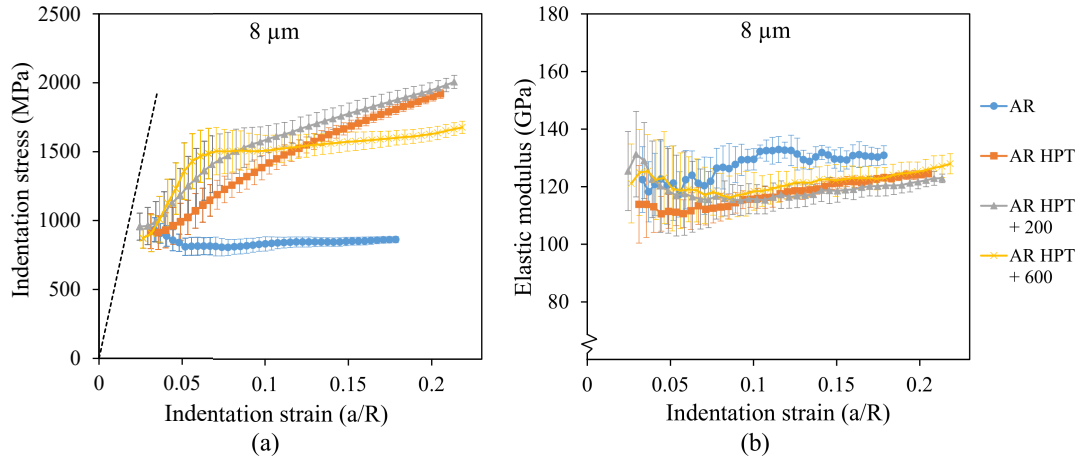 (a)
8 µm
Indentation stress (MPa)
2500
2000
1500
1000
500
0
0
0.05
0.1
0.15
0.2
Indentation strain (a/R)
(a)
(b)
8 µm
Elastic modulus (GPa)
180
160
140
120
100
80
0
0.05
0.1
0.15
0.2
Indentation strain (a/R)
(b)
AR
AR HPT
AR HPT
+ 200
AR HPT
+ 600